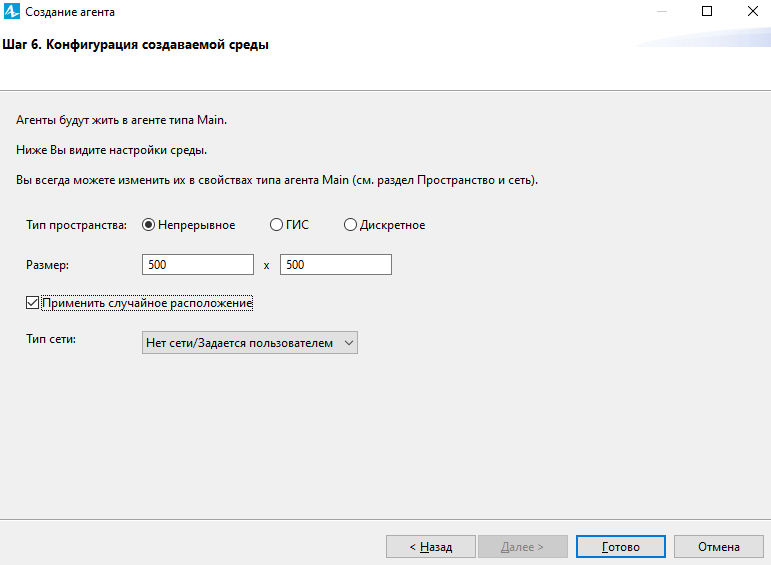 Создание агента
Шаг 6. Конфигурация создаваемой среды
Агенты будут жить в агенте типа Main.
Ниже Вы видите настройки среды.
Вы всегда можете изменить их в свойствах типа агента Main (см. раздел Пространство и сеть).
Тип пространства: Непрерывное ГИС Дискретное
Размер: 500 x 500
Применить случайное расположение
Тип сети: Нет сети/Задается пользователем
< Назад Далее > Готово Отмена